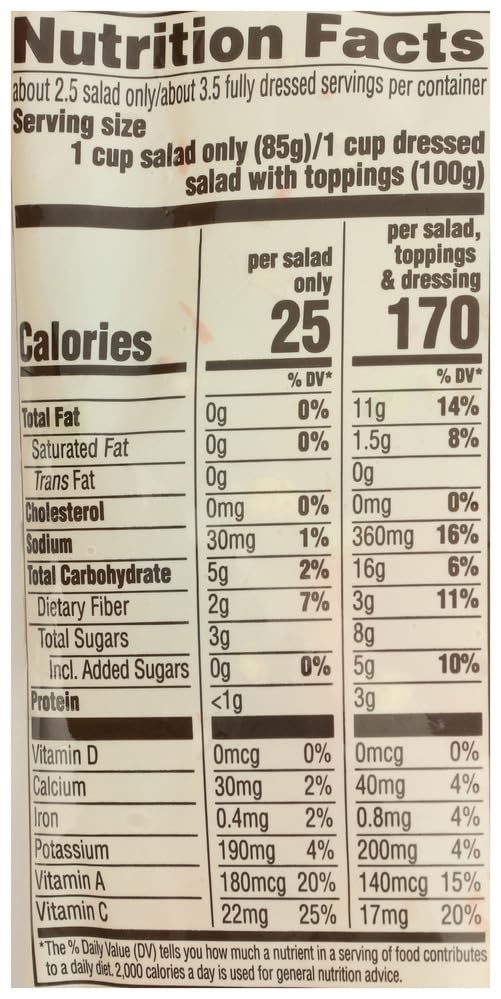 Nutrition Facts
about 2.5 salad only/about 3.5 fully dressed servings per container
Serving size
1 cup salad only (85g)/1 cup dressed
salad with toppings (100g)
per salad only per salad, toppings & dressing
Calories 25 170
% DV* % DV*
Total Fat 0g 0% 11g 14%
Saturated Fat 0g 0% 1.5g 8%
Trans Fat 0g 0g
Cholesterol 0mg 0% 0mg 0%
Sodium 30mg 1% 360mg 16%
Total Carbohydrate 5g 2% 16g 6%
Dietary Fiber 2g 7% 3g 11%
Total Sugars 3g 8g
Incl. Added Sugars 0g 0% 5g 10%
Protein <1g 3g
Vitamin D 0mcg 0% 0mcg 0%
Calcium 30mg 2% 40mg 4%
Iron 0.4mg 2% 0.8mg 4%
Potassium 190mg 4% 200mg 4%
Vitamin A 180mcg 20% 140mcg 15%
Vitamin C 22mg 25% 17mg 20%
*The % Daily Value (DV) tells you how much a nutrient in a serving of food contributes
to a daily diet. 2,000 calories a day is used for general nutrition advice.